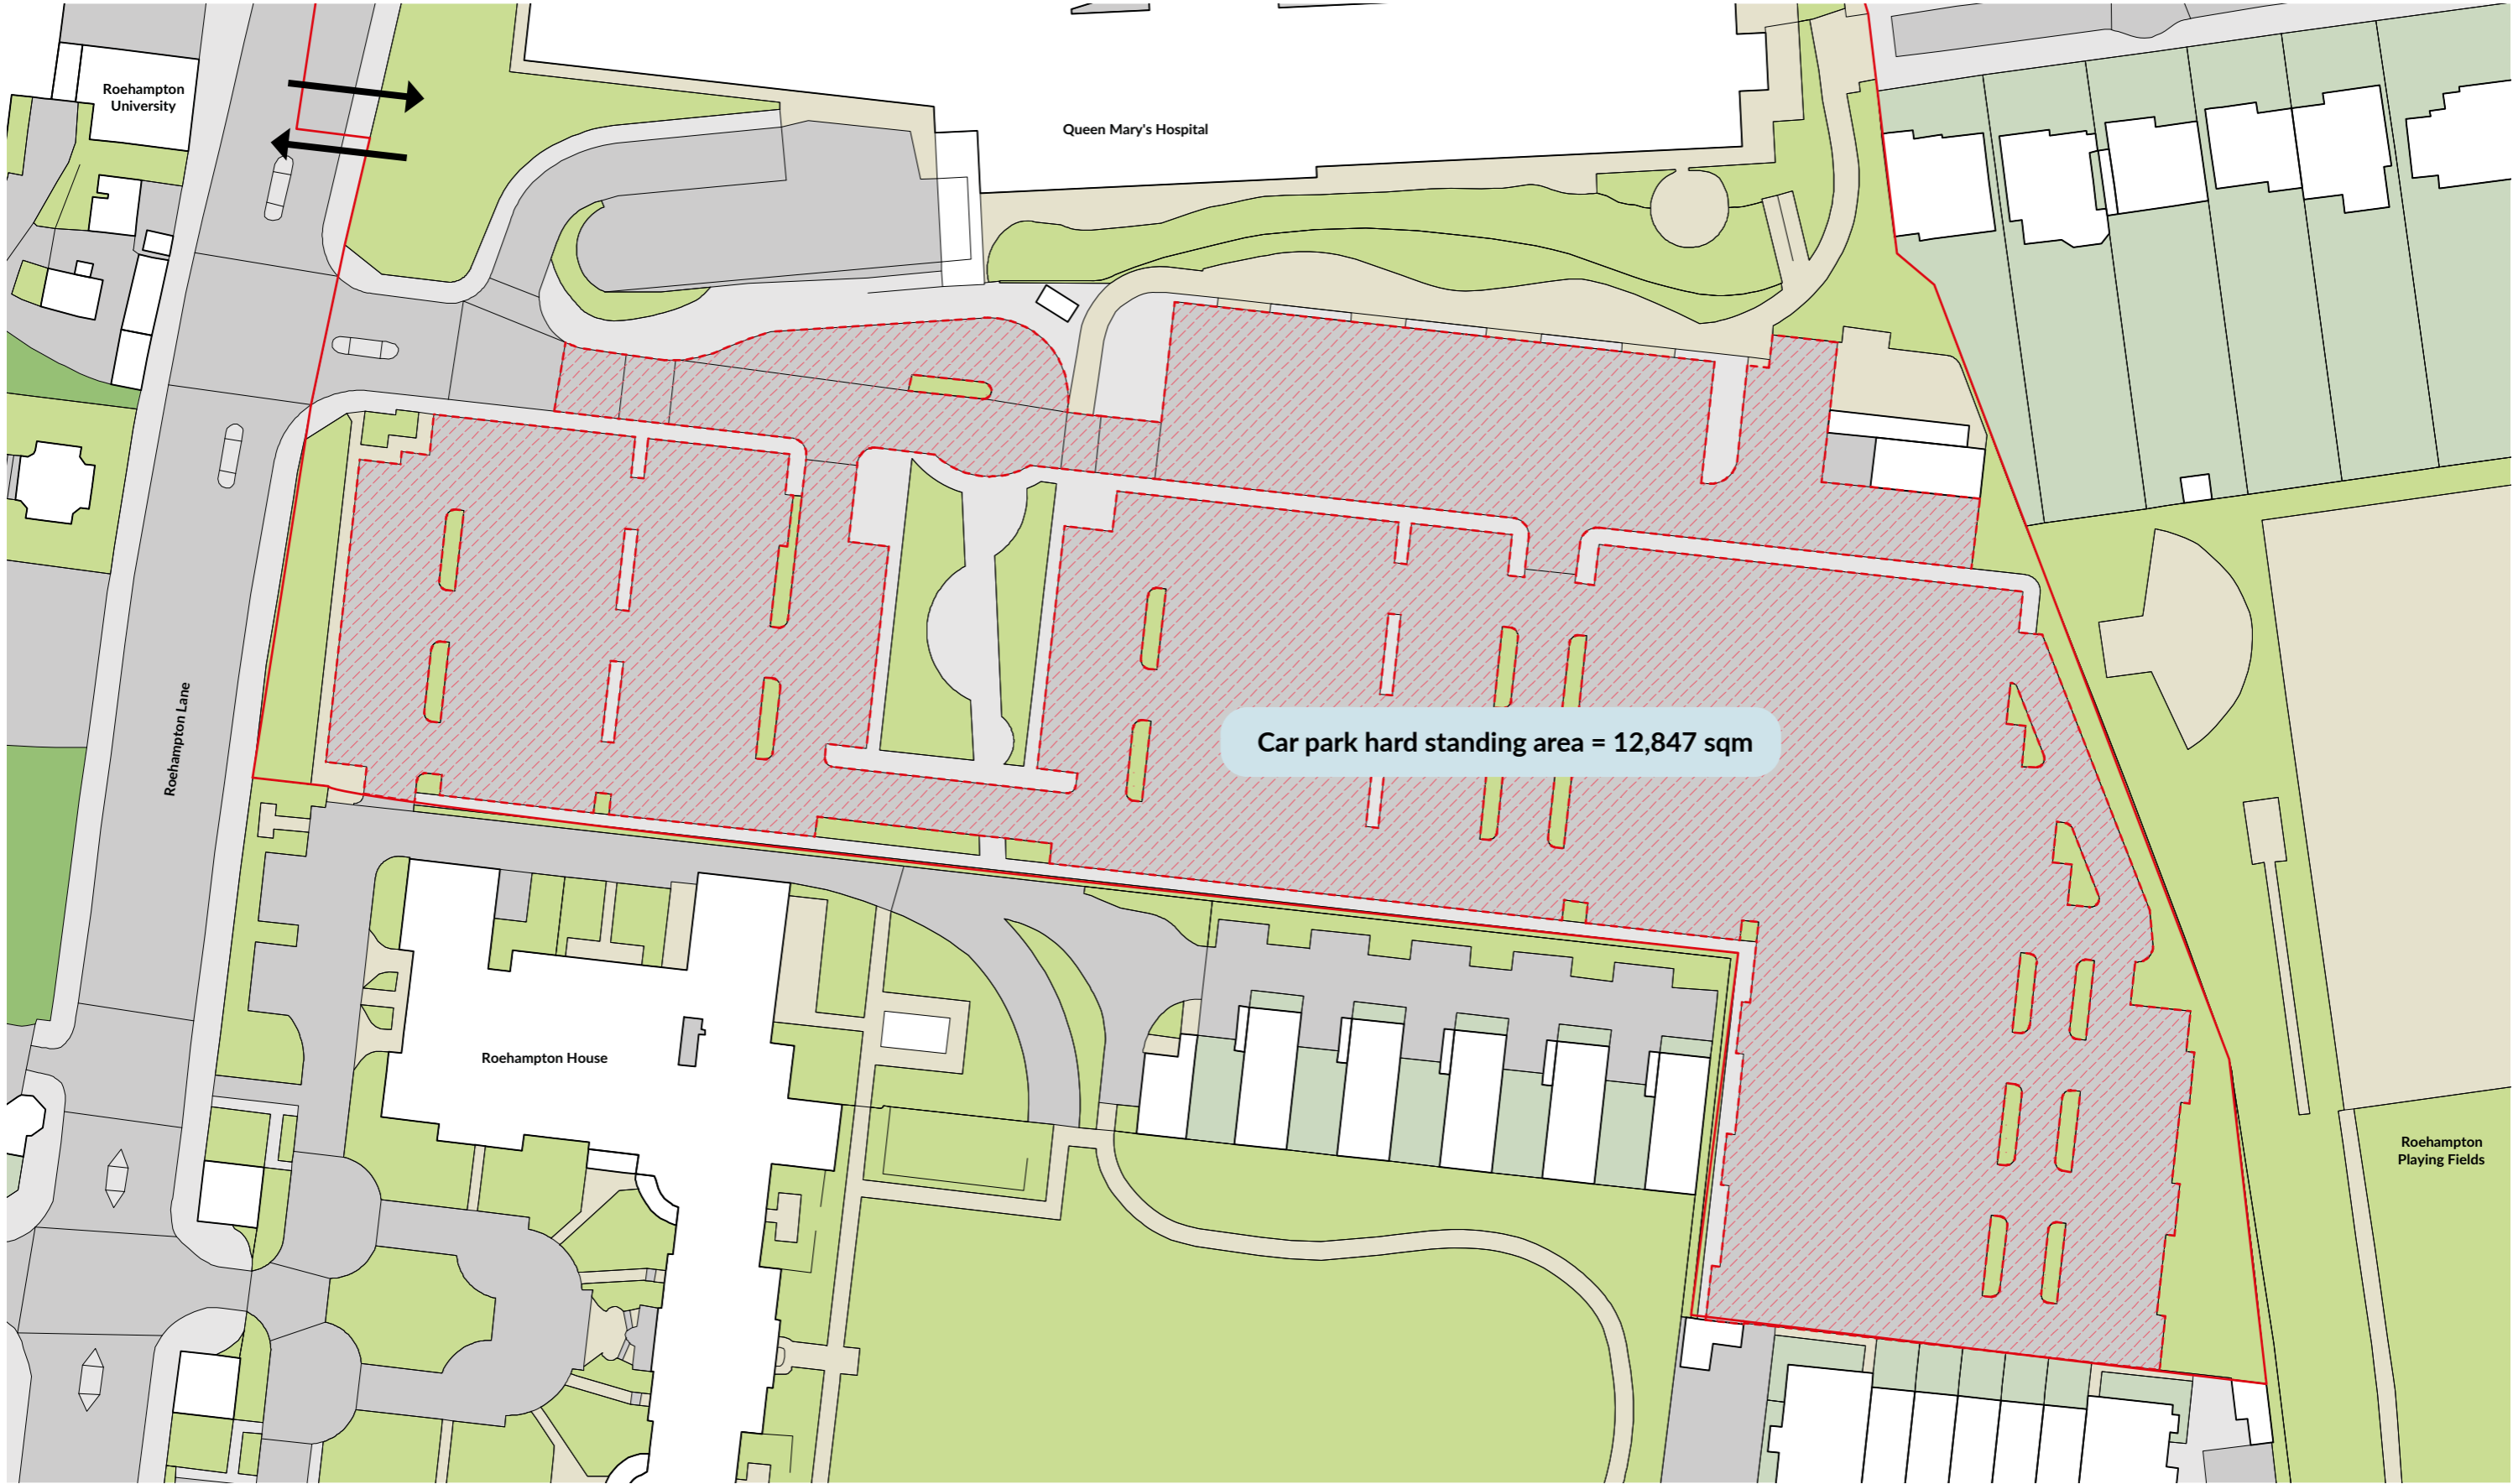 Roehampton
University
Queen Mary's Hospital
Roehampton Lane
Car park hard standing area = 12,847 sqm
Roehampton House
Roehampton
Playing Fields